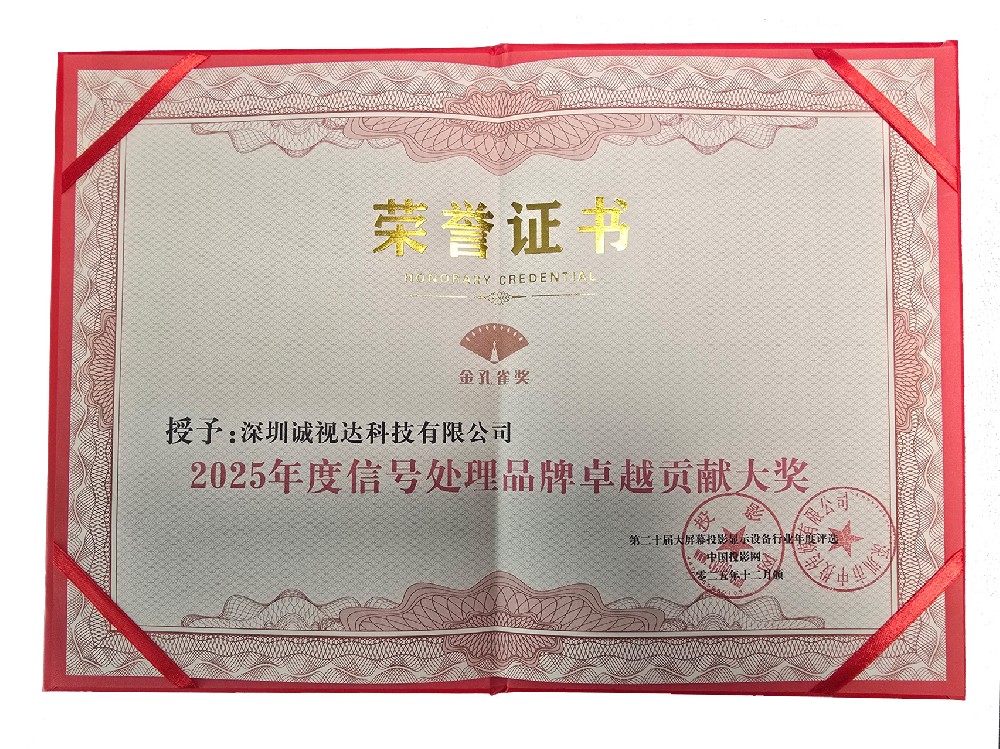 荣誉证书
HONORARY CREDENTIAL
金孔雀奖
授予:深圳诚视达科技有限公司
2025年度信号处理品牌卓越贡献大奖
第二十届大屏幕投影显示设备行业年度评选
中国投影网
二零二五年十二月颁